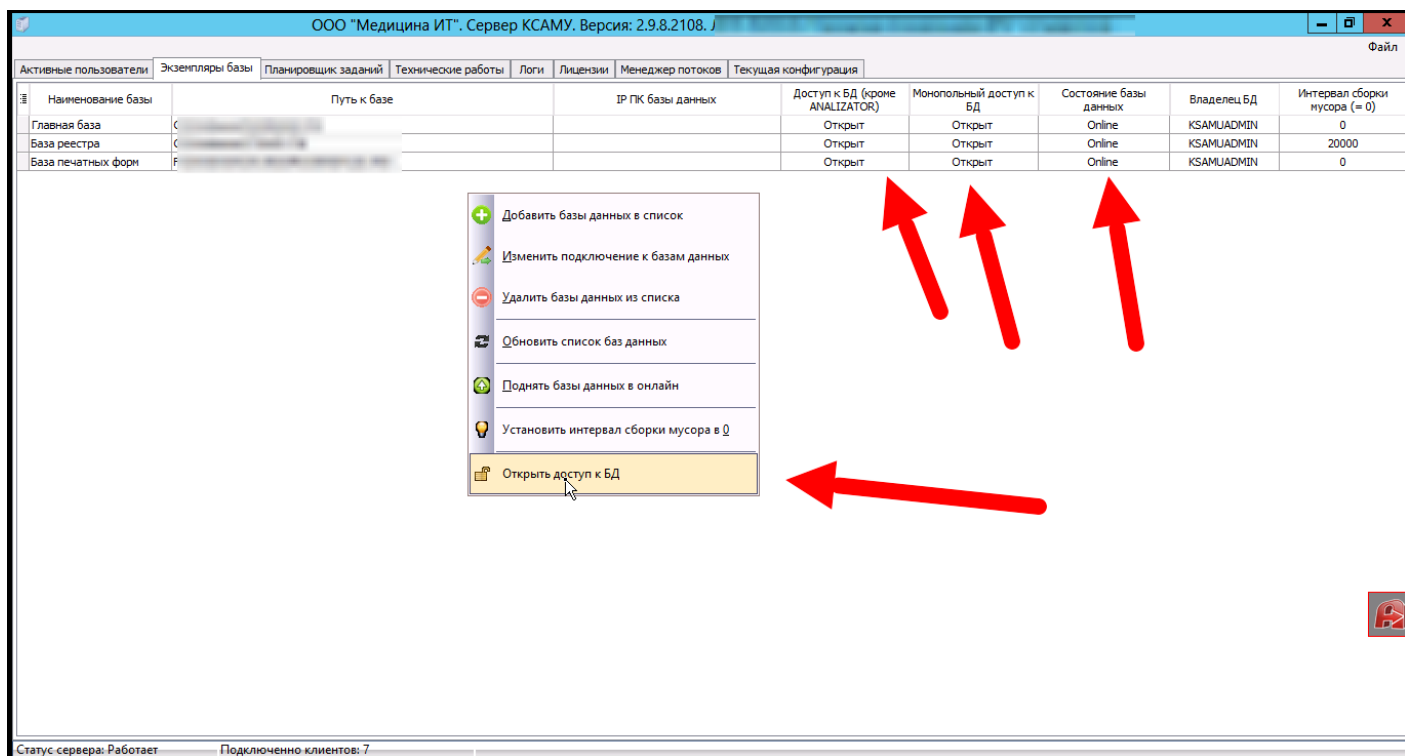 ООО "Медицина ИТ". Сервер КСАМУ. Версия: 2.9.8.2108.
Файл
Активные пользователи Экземпляры базы Планировщик заданий Технические работы Логи Лицензии Менеджер потоков Текущая конфигурация
Наименование базы Путь к базе IP ПК базы данных Доступ к БД (кроме ANALIZATOR) Монопольный доступ к БД Состояние базы данных Владелец БД Интервал сборки мусора (= 0)
Главная база Открыт Открыт Online KSAMUADMIN 0
База реестра Открыт Открыт Online KSAMUADMIN 20000
База печатных форм Открыт Открыт Online KSAMUADMIN 0
Добавить базы данных в список
Изменить подключение к базам данных
Удалить базы данных из списка
Обновить список баз данных
Поднять базы данных в онлайн
Установить интервал сборки мусора в 0
Открыть доступ к БД
Статус сервера: Работает Подключенно клиентов: 7